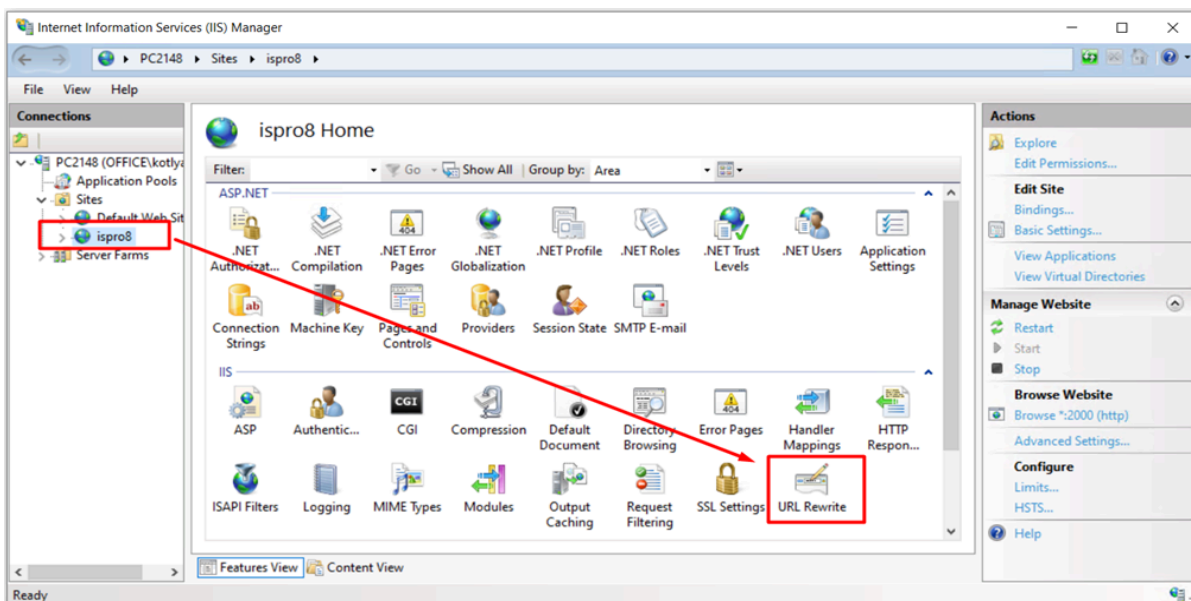 Internet Information Services (IIS) Manager
PC2148 Sites ispro8
File View Help
Connections
PC2148 (OFFICE\kotlya
Application Pools
Sites
Default Web Sit
ispro8
Server Farms
ispro8 Home
Filter: Go Show All Group by: Area
ASP.NET
.NET Authorizat...
.NET Compilation
.NET Error Pages
.NET Globalization
.NET Profile
.NET Roles
.NET Trust Levels
.NET Users
Application Settings
Connection Strings
Machine Key
Pages and Controls
Providers
Session State
SMTP E-mail
IIS
ASP
Authentic...
CGI
Compression
Default Document
Directory Browsing
Error Pages
Handler Mappings
HTTP Respon...
ISAPI Filters
Logging
MIME Types
Modules
Output Caching
Request Filtering
SSL Settings
URL Rewrite
Features View Content View
Actions
Explore
Edit Permissions...
Edit Site
Bindings...
Basic Settings...
View Applications
View Virtual Directories
Manage Website
Restart
Start
Stop
Browse Website
Browse *:2000 (http)
Advanced Settings...
Configure
Limits...
HSTS...
Help
Ready